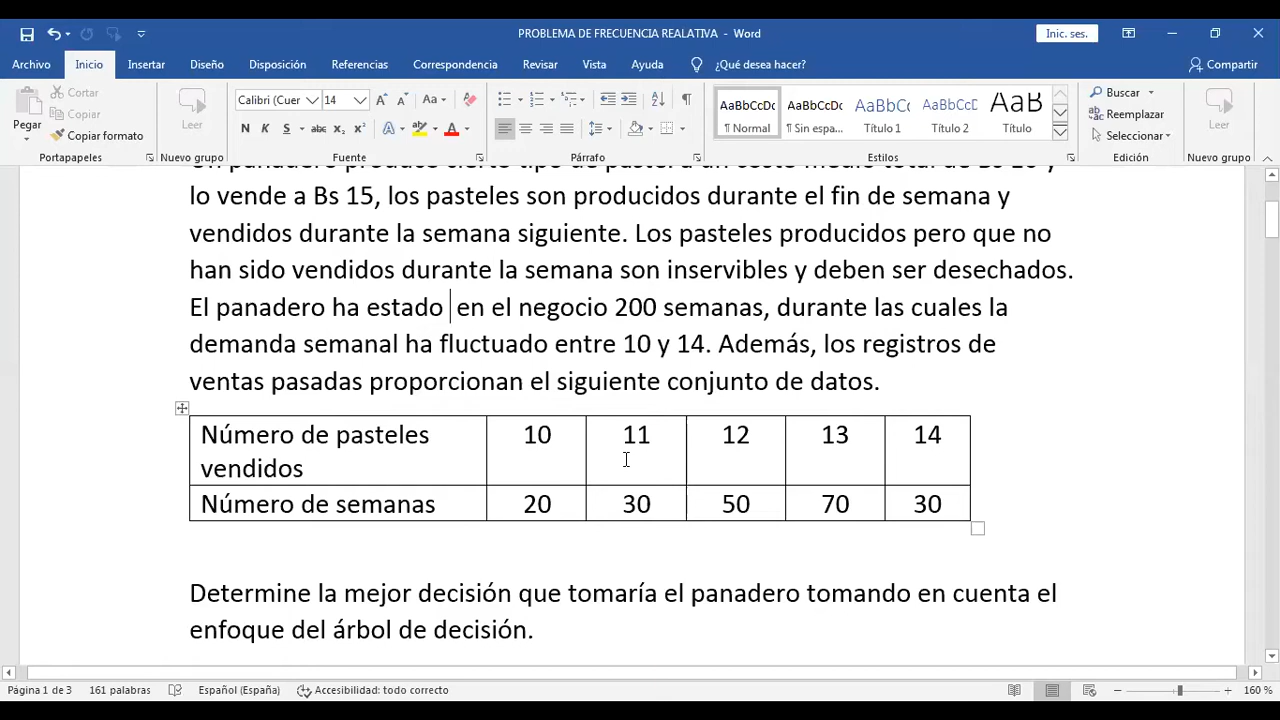 PROBLEMA DE FRECUENCIA REALATIVA - Word
Inic. ses.
Archivo Inicio Insertar Diseño Disposición Referencias Correspondencia Revisar Vista Ayuda ¿Qué desea hacer? Compartir
Pegar
Cortar
Copiar
Copiar formato
Portapapeles
Leer
Nuevo grupo
Calibri (Cuer 14
N K S abc x₂ x²
Fuente
Párrafo
AaBbCcDc AaBbCcDc AaBbCc AaBbCcD AaB
¶ Normal ¶ Sin espa... Título 1 Título 2 Título
Estilos
Buscar
Reemplazar
Seleccionar
Edición
Leer
Nuevo grupo
lo vende a Bs 15, los pasteles son producidos durante el fin de semana y
vendidos durante la semana siguiente. Los pasteles producidos pero que no
han sido vendidos durante la semana son inservibles y deben ser desechados.
El panadero ha estado en el negocio 200 semanas, durante las cuales la
demanda semanal ha fluctuado entre 10 y 14. Además, los registros de
ventas pasadas proporcionan el siguiente conjunto de datos.
Número de pasteles vendidos 10 11 12 13 14
Número de semanas 20 30 50 70 30
Determine la mejor decisión que tomaría el panadero tomando en cuenta el
enfoque del árbol de decisión.
Página 1 de 3 161 palabras Español (España) Accesibilidad: todo correcto 160 %